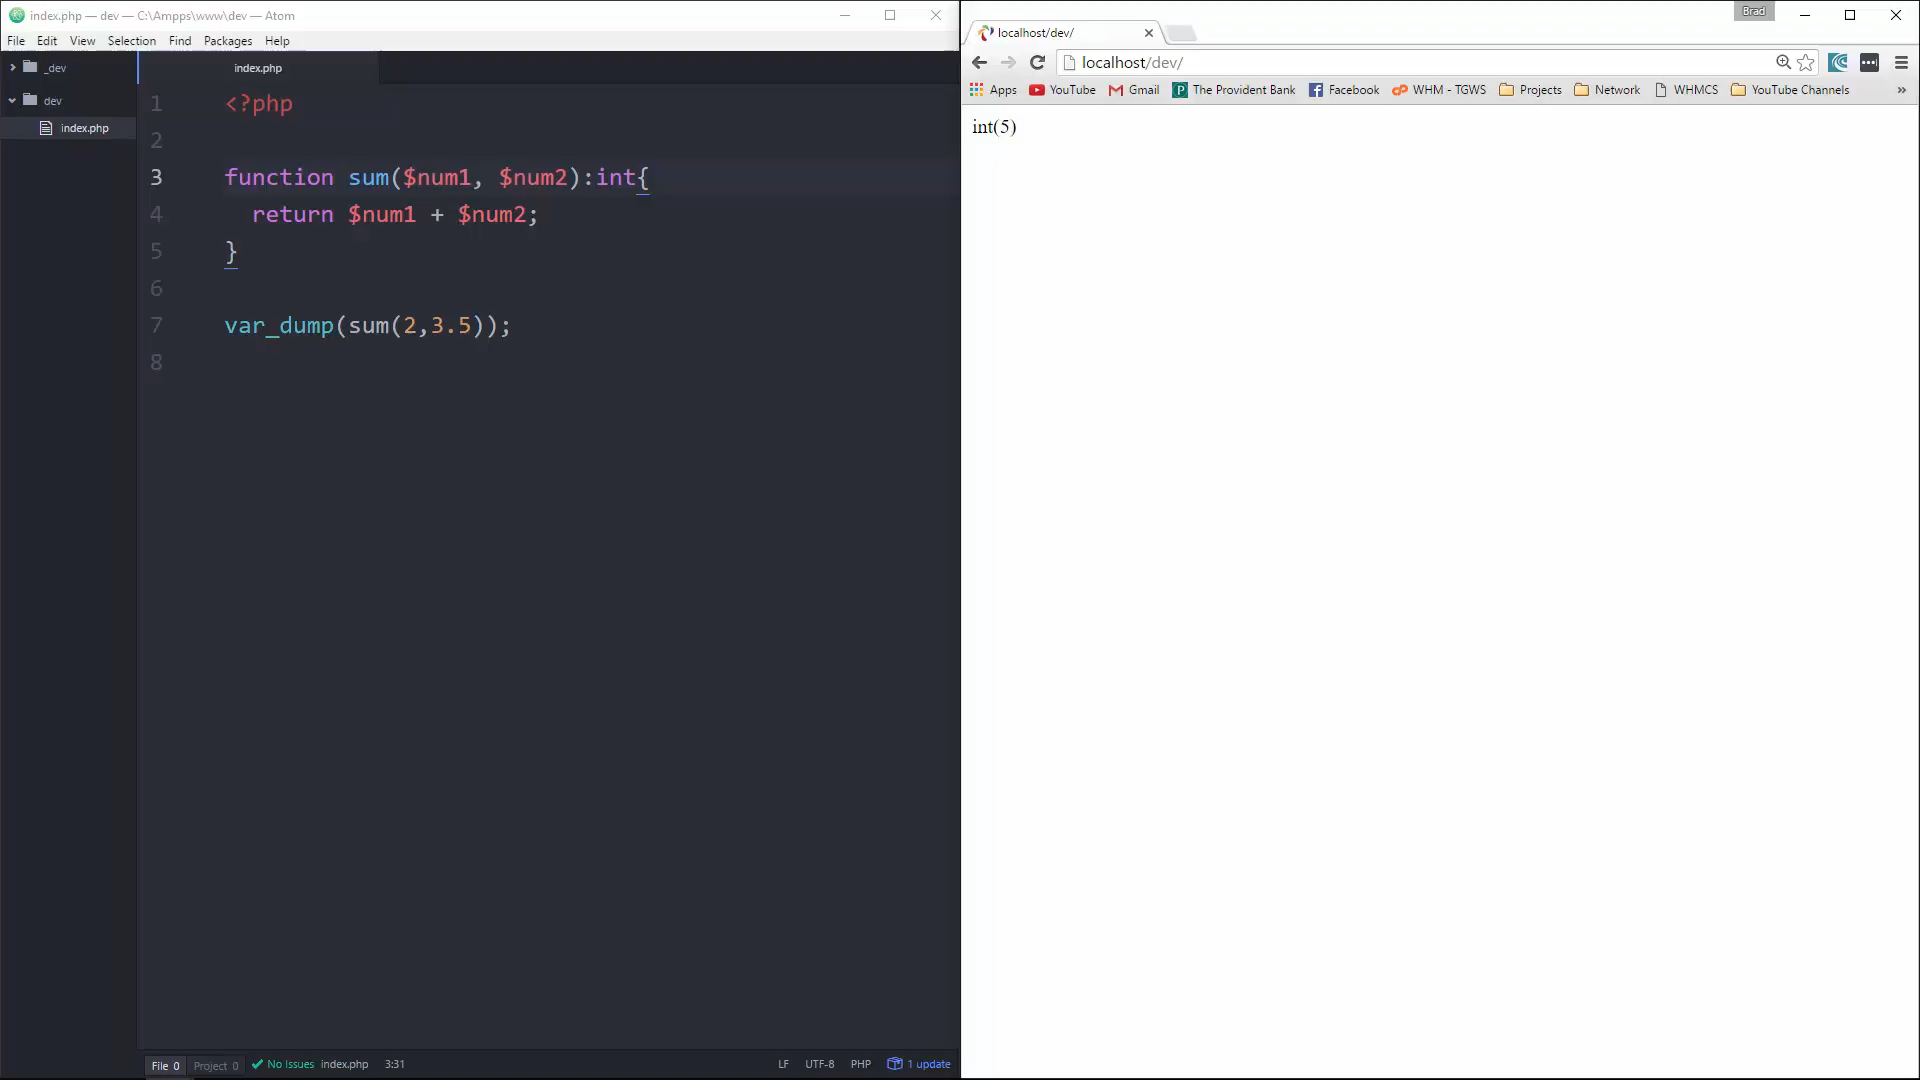 index.php — dev — C:\Ampps\www\dev — Atom
File Edit View Selection Find Packages Help
_dev
dev
index.php
index.php
1 <?php
2
3 function sum($num1, $num2):int{
4 return $num1 + $num2;
5 }
6
7 var_dump(sum(2,3.5));
8
File 0 Project 0 No Issues index.php 3:31 LF UTF-8 PHP 1 update
Brad
localhost/dev/
localhost/dev/
Apps YouTube Gmail The Provident Bank Facebook WHM - TGWS Projects Network WHMCS YouTube Channels »
int(5)